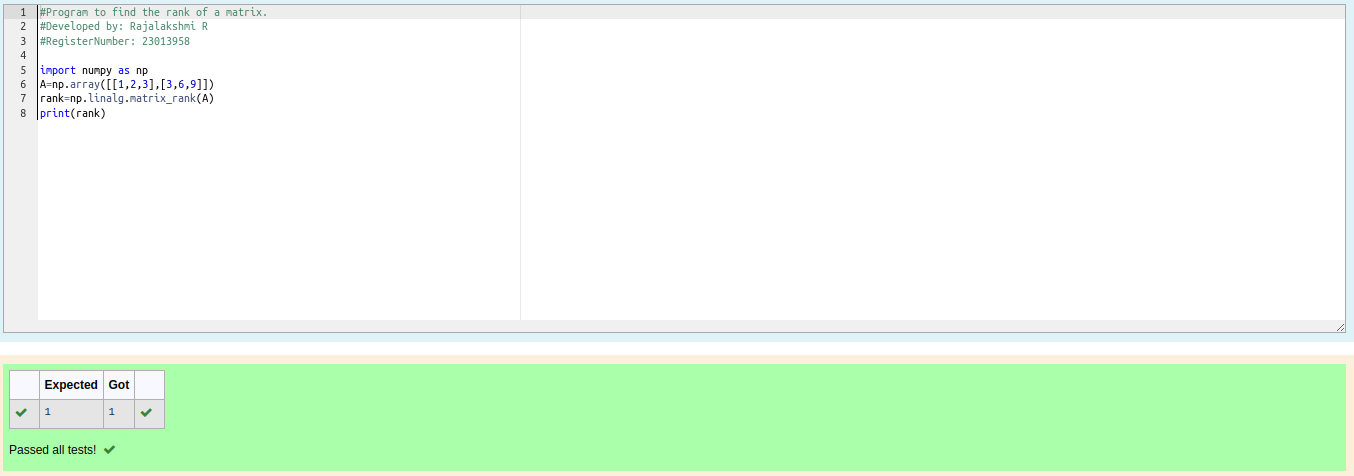 1 #Program to find the rank of a matrix.
2 #Developed by: Rajalakshmi R
3 #RegisterNumber: 23013958
4
5 import numpy as np
6 A=np.array([[1,2,3],[3,6,9]])
7 rank=np.linalg.matrix_rank(A)
8 print(rank)
Expected Got
1 1
Passed all tests!